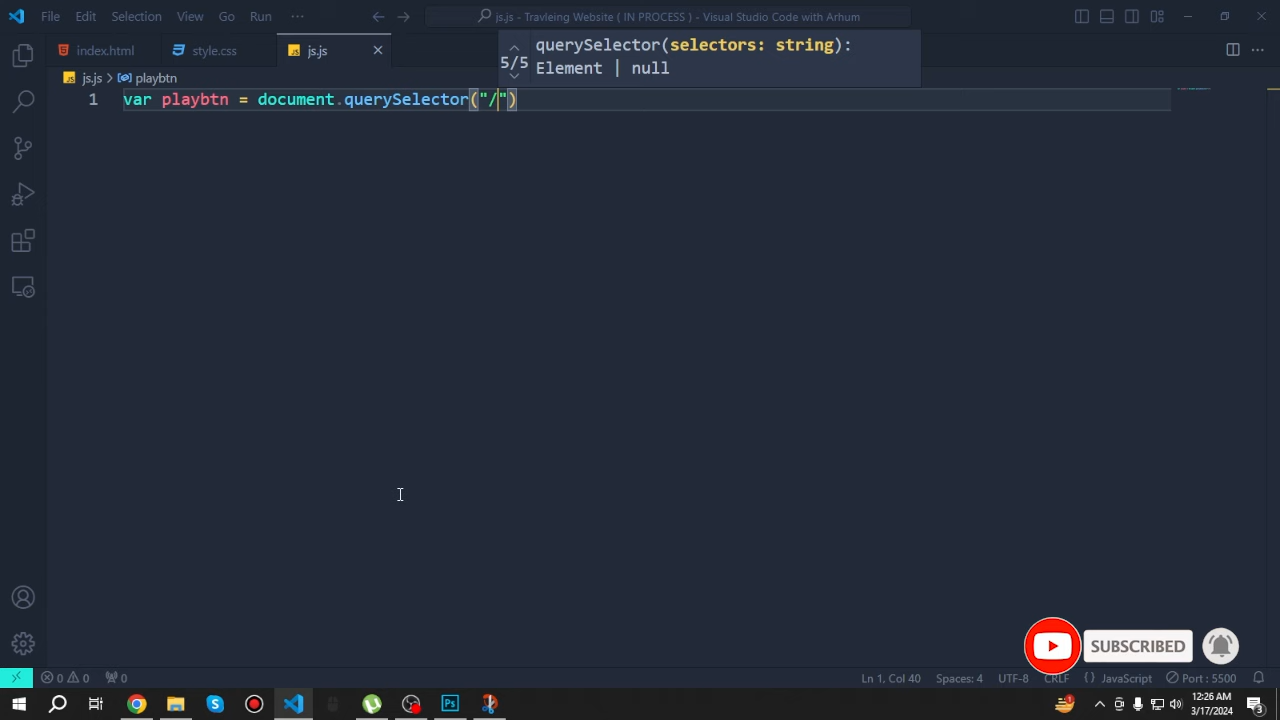 File Edit Selection View Go Run ···
js.js - Travleing Website ( IN PROCESS ) - Visual Studio Code with Arhum
index.html
style.css
js.js
querySelector(selectors: string):
5/5
Element | null
js.js > playbtn
1 var playbtn = document.querySelector("/")
SUBSCRIBED
0 0 0
Ln 1, Col 40 Spaces: 4 UTF-8 CRLF {} JavaScript Port : 5500
12:26 AM
3/17/2024
3